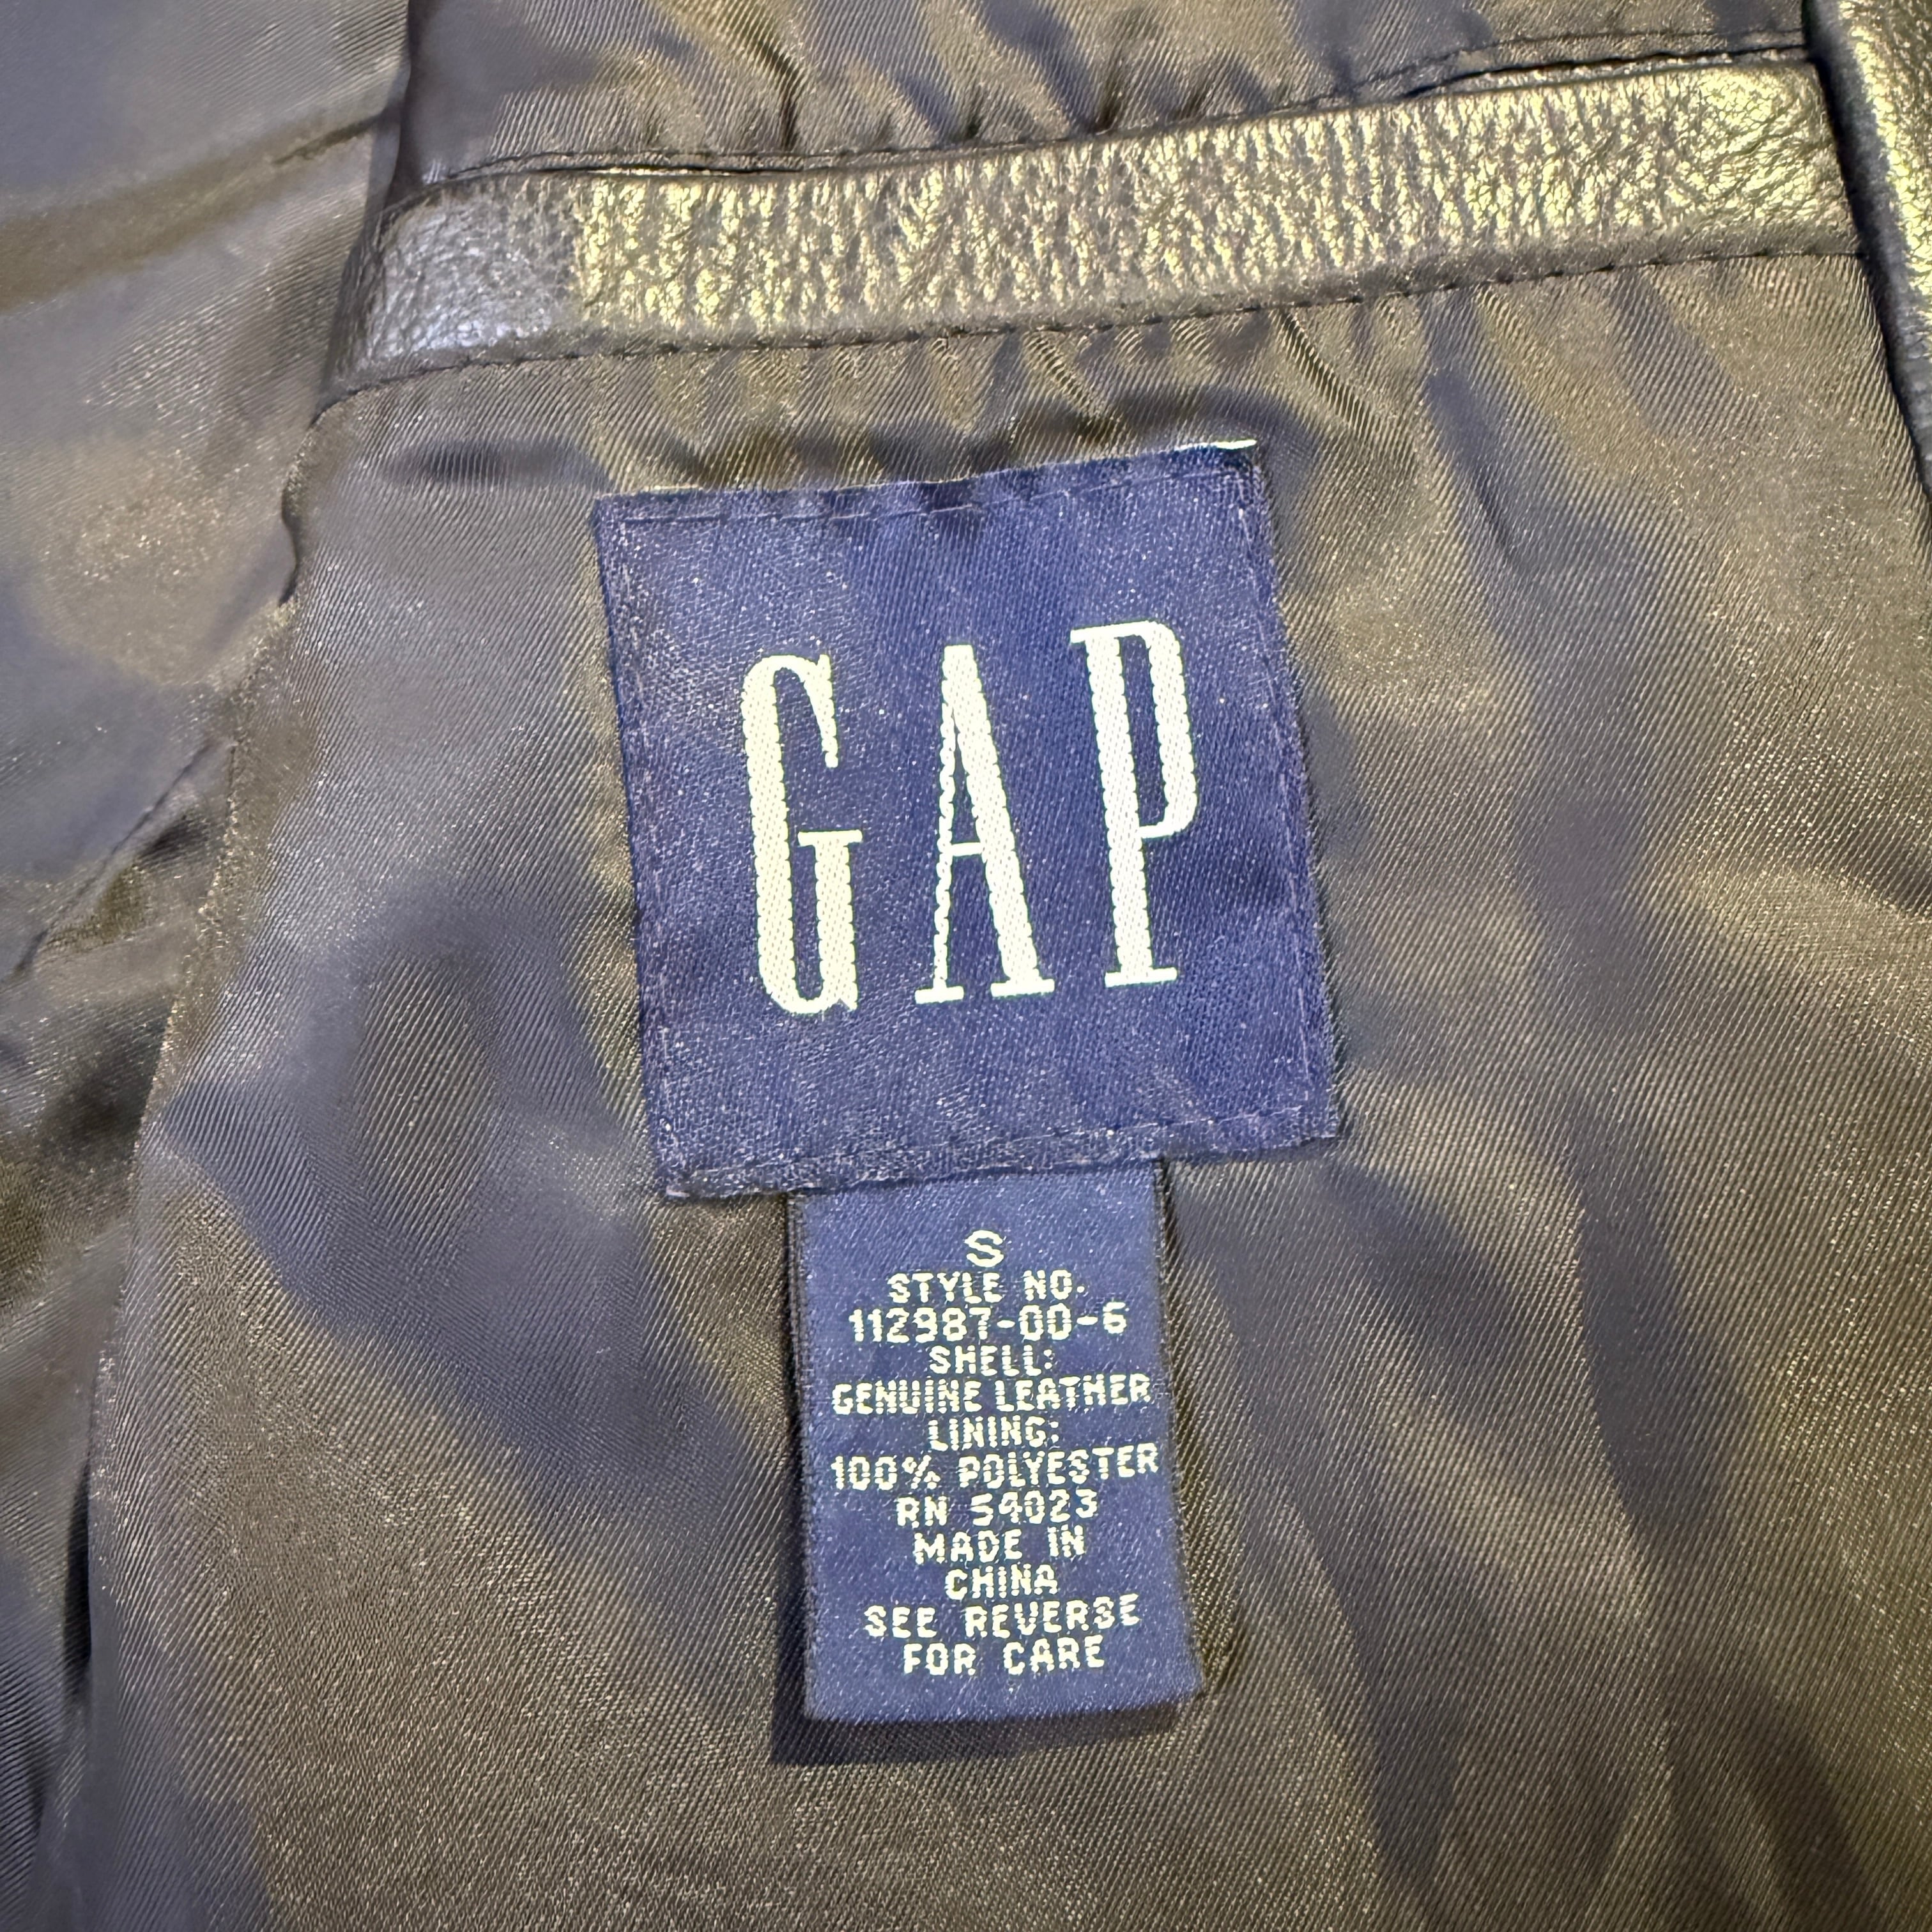 GAP
S
STYLE NO.
112987-00-6
SHELL:
GENUINE LEATHER
LINING:
100% POLYESTER
RN 54023
MADE IN
CHINA
SEE REVERSE
FOR CARE